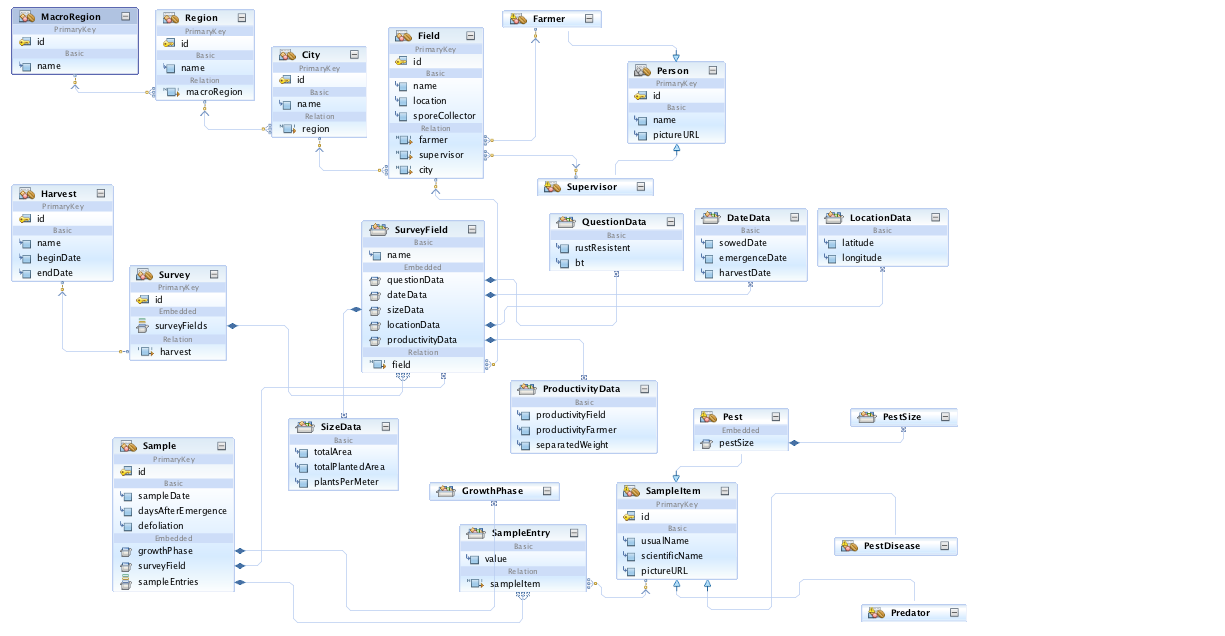 MacroRegion
PrimaryKey
id
Basic
name
Region
PrimaryKey
id
Basic
name
Relation
macroRegion
City
PrimaryKey
id
Basic
name
Relation
region
Field
PrimaryKey
id
Basic
name
location
sporeCollector
Relation
farmer
supervisor
city
Farmer
Person
PrimaryKey
id
Basic
name
pictureURL
Supervisor
Harvest
PrimaryKey
id
Basic
name
beginDate
endDate
Survey
PrimaryKey
id
Embedded
surveyFields
Relation
harvest
SurveyField
Basic
name
Embedded
questionData
dateData
sizeData
locationData
productivityData
Relation
field
QuestionData
Basic
rustResistent
bt
DateData
Basic
sowedDate
emergenceDate
harvestDate
LocationData
Basic
latitude
longitude
SizeData
Basic
totalArea
totalPlantedArea
plantsPerMeter
ProductivityData
Basic
productivityField
productivityFarmer
separatedWeight
Pest
Embedded
pestSize
PestSize
Sample
PrimaryKey
id
Basic
sampleDate
daysAfterEmergence
defoliation
Embedded
growthPhase
surveyField
sampleEntries
GrowthPhase
SampleEntry
Basic
value
Relation
sampleItem
SampleItem
PrimaryKey
id
Basic
usualName
scientificName
pictureURL
PestDisease
Predator